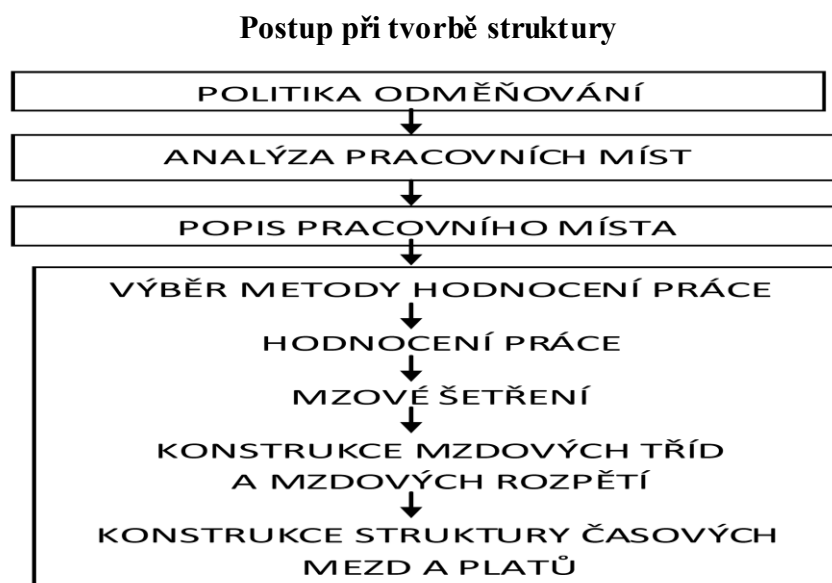 Postup při tvorbě struktury
POLITIKA ODMĚŇOVÁNÍ
ANALÝZA PRACOVNÍCH MÍST
POPIS PRACOVNÍHO MÍSTA
VÝBĚR METODY HODNOCENÍ PRÁCE
HODNOCENÍ PRÁCE
MZOVÉ ŠETŘENÍ
KONSTRUKCE MZDOVÝCH TŘÍD
A MZDOVÝCH ROZPĚTÍ
KONSTRUKCE STRUKTURY ČASOVÝCH
MEZD A PLATŮ